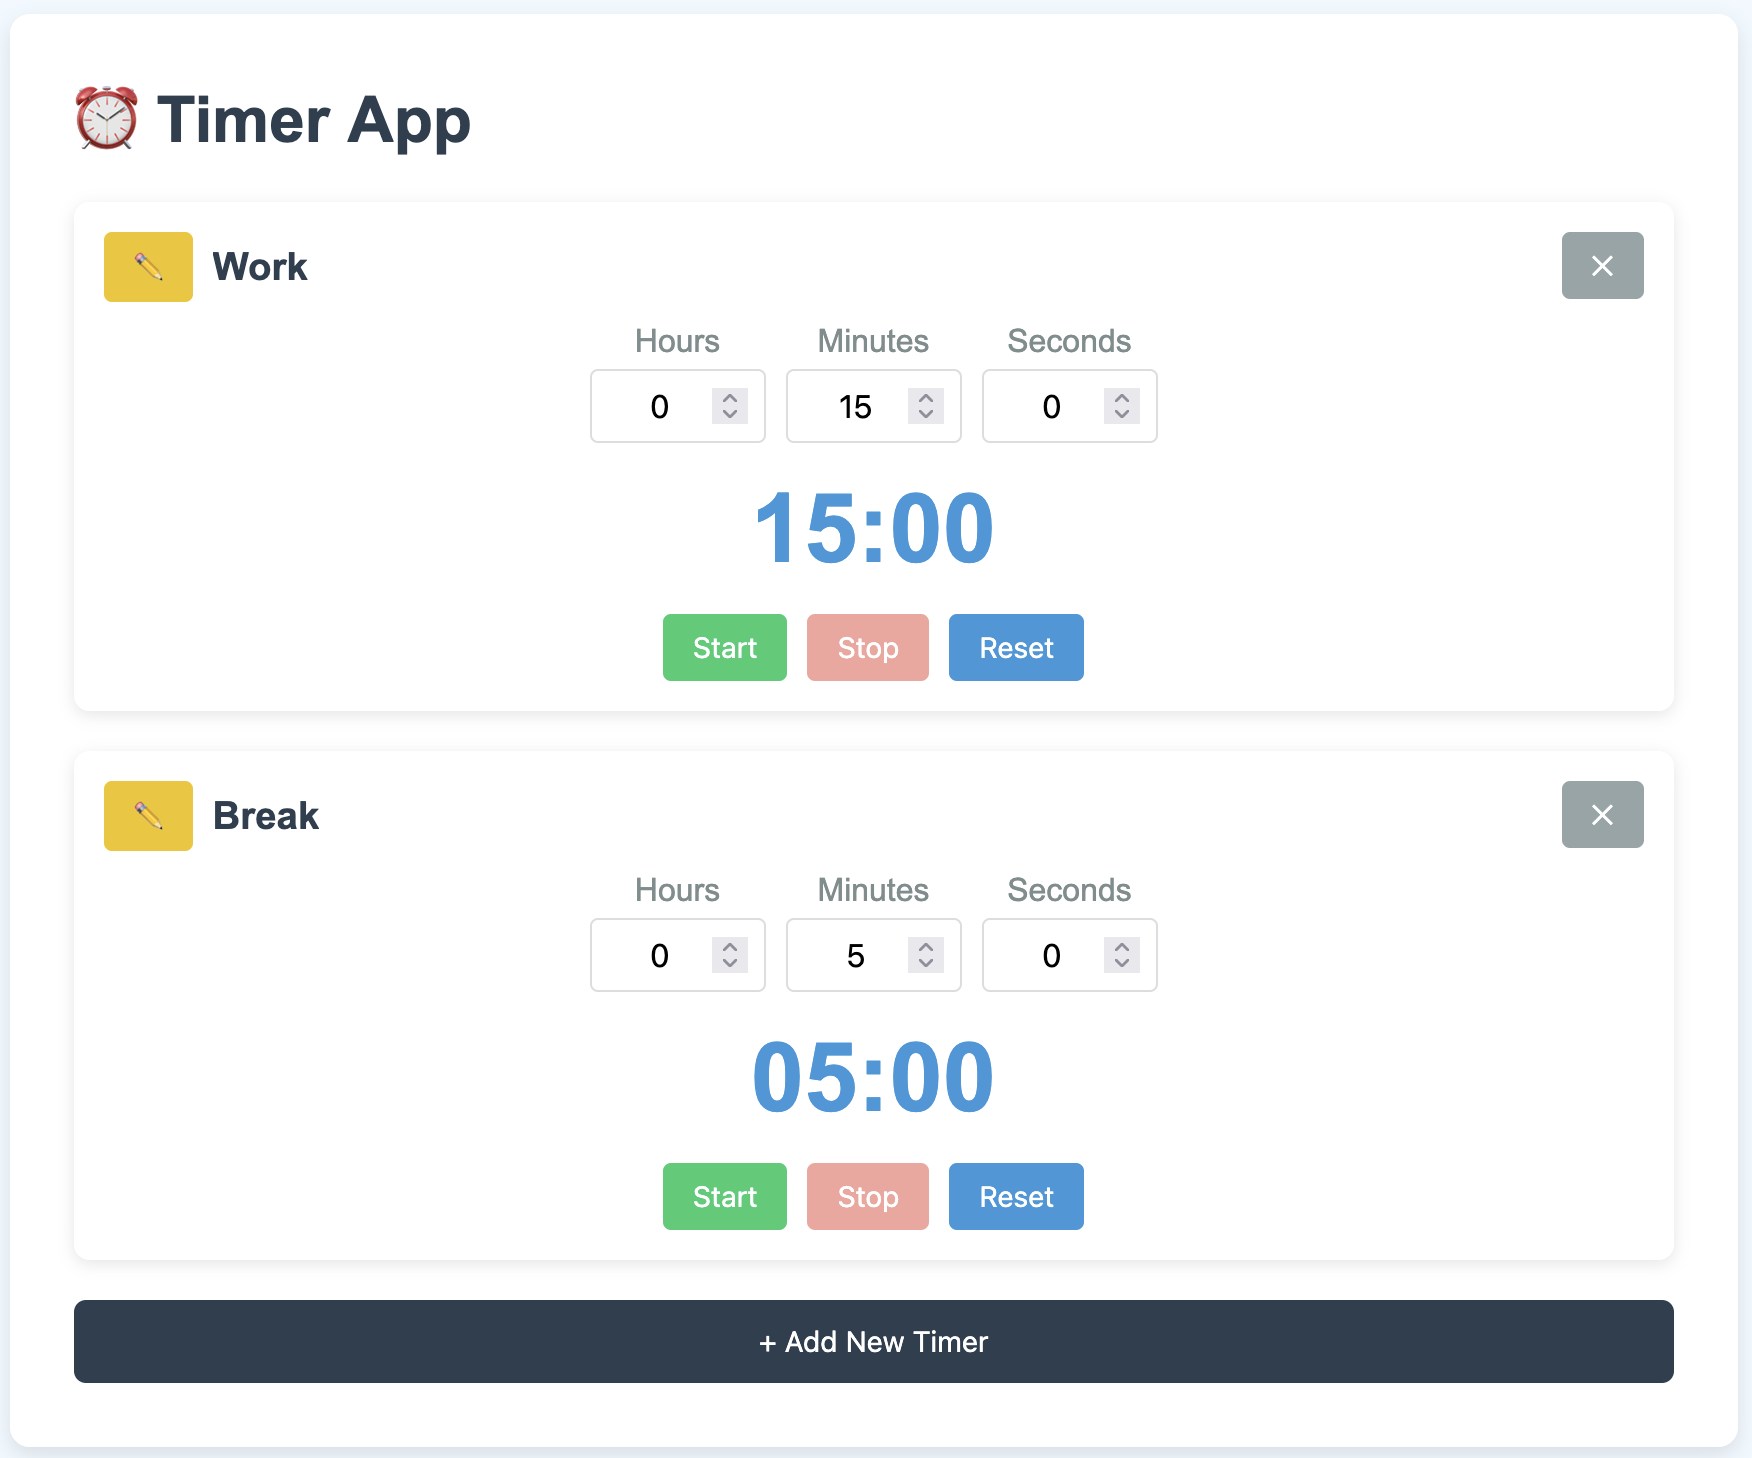 ⏰ Timer App
✏️ Work
×
Hours Minutes Seconds
0 15 0
15:00
Start Stop Reset
✏️ Break
×
Hours Minutes Seconds
0 5 0
05:00
Start Stop Reset
+ Add New Timer